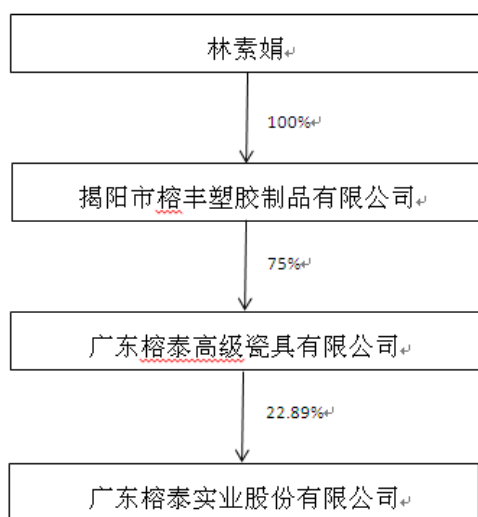 林素娟
100%
揭阳市榕丰塑胶制品有限公司
75%
广东榕泰高级瓷具有限公司
22.89%
广东榕泰实业股份有限公司